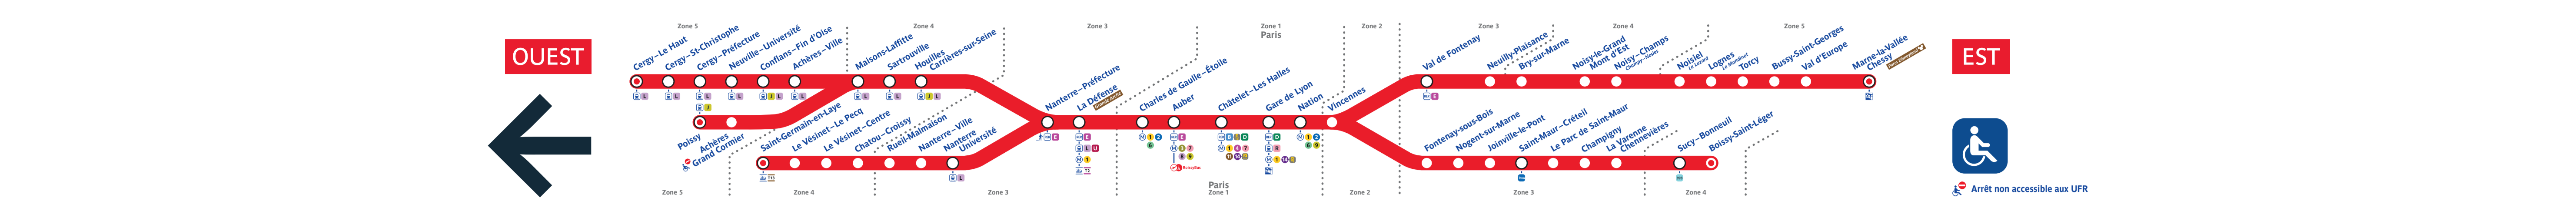 Zone 5
Zone 4
Zone 3
Zone 1
Paris
Zone 2
Zone 3
Zone 4
Zone 5
OUEST
Cergy–Le Haut
Cergy–St-Christophe
Cergy–Préfecture
Neuville–Université
Conflans–Fin d'Oise
Achères–Ville
Maisons-Laffitte
Sartrouville
Houilles
Carrières-sur-Seine
Poissy
Achères
Grand Cormier
Saint-Germain-en-Laye
Le Vésinet–Le Pecq
Le Vésinet–Centre
Chatou–Croissy
Rueil-Malmaison
Nanterre–Ville
Nanterre
Université
Nanterre–Préfecture
La Défense
Grande Arche
Charles de Gaulle–Étoile
Auber
Châtelet–Les Halles
Gare de Lyon
Nation
Vincennes
Val de Fontenay
Neuilly-Plaisance
Bry-sur-Marne
Noisy-le-Grand
Mont d'Est
Noisy–Champs
Noisiel
Le Luzard
Lognes
Le Mandinet
Torcy
Bussy-Saint-Georges
Val d'Europe
Marne-la-Vallée
Chessy
Fontenay-sous-Bois
Nogent-sur-Marne
Joinville-le-Pont
Saint-Maur–Créteil
Le Parc de Saint-Maur
Champigny
La Varenne
Chennevières
Sucy–Bonneuil
Boissy-Saint-Léger
EST
Arrêt non accessible aux UFR
Zone 5
Zone 4
Zone 3
Paris
Zone 1
Zone 2
Zone 3
Zone 4